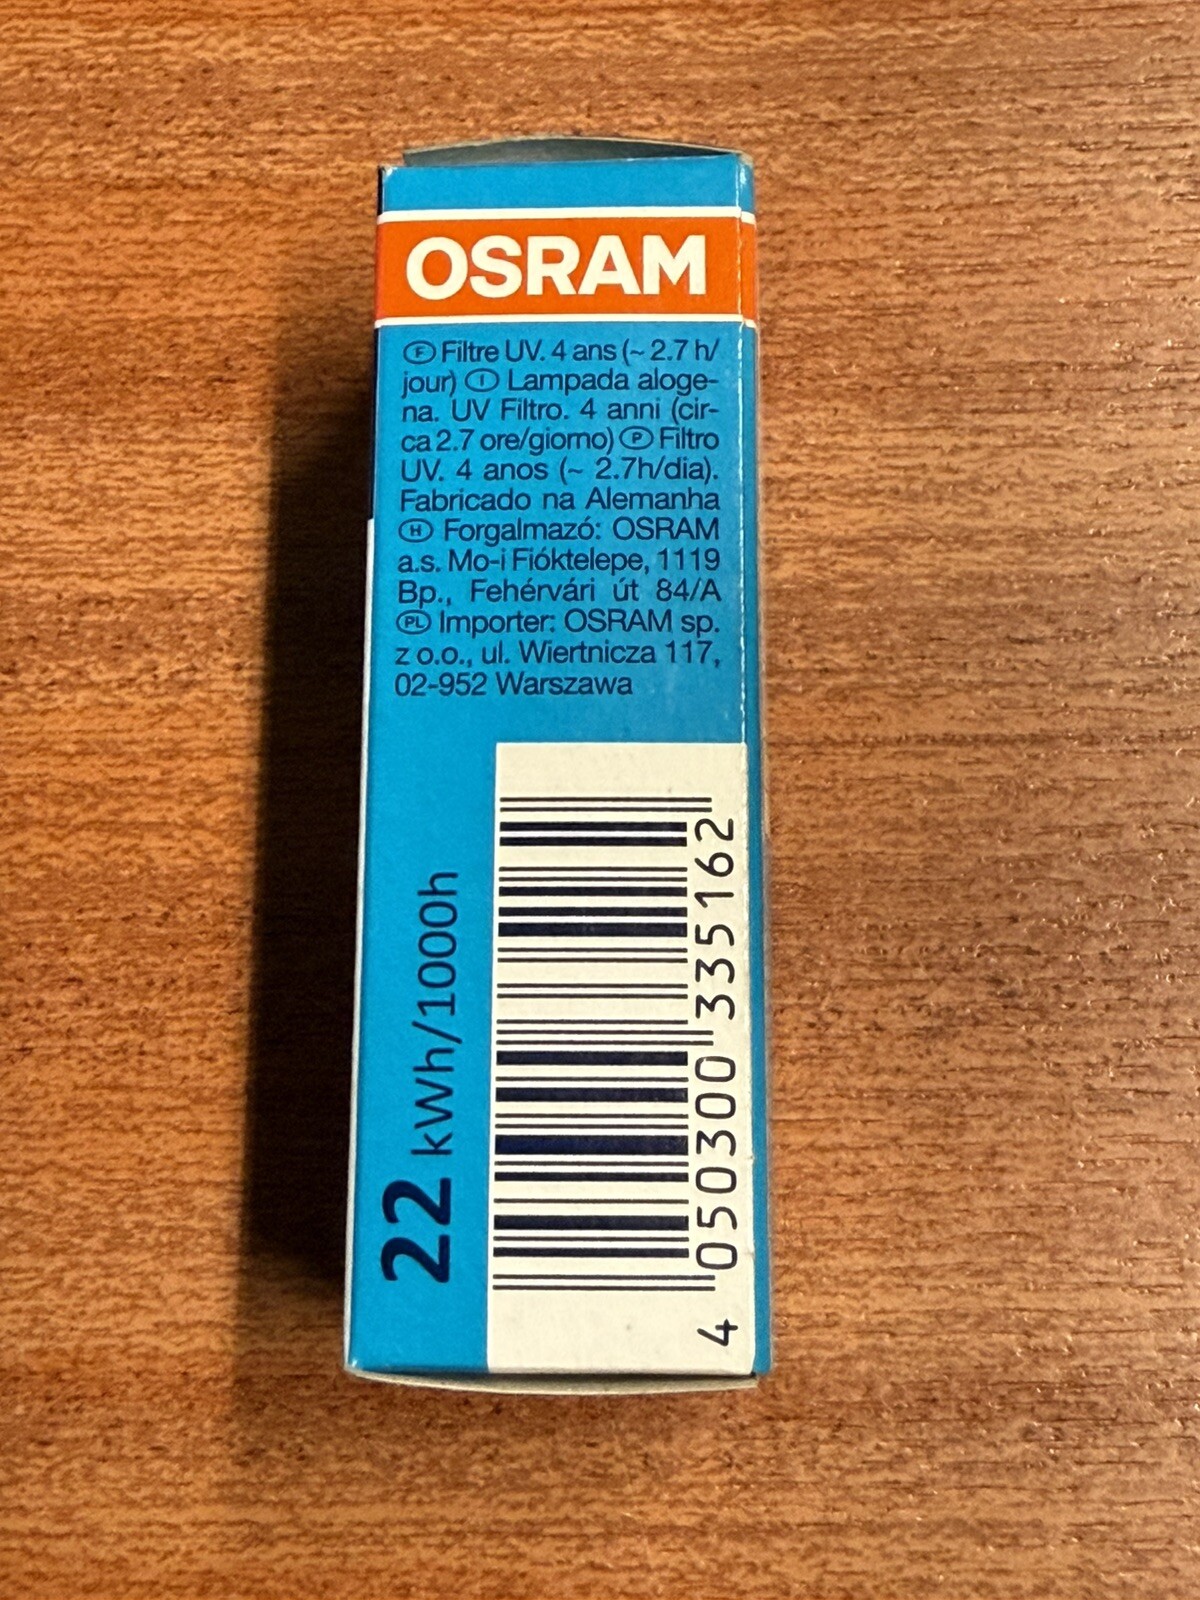 OSRAM
Ⓕ Filtre UV. 4 ans (~ 2.7 h/
jour) Ⓘ Lampada aloge-
na. UV Filtro. 4 anni (cir-
ca 2.7 ore/giorno) Ⓟ Filtro
UV. 4 anos (~ 2.7h/dia).
Fabricado na Alemanha
Ⓗ Forgalmazó: OSRAM
a.s. Mo-i Fióktelepe, 1119
Bp., Fehérvári út 84/A
(PL) Importer: OSRAM sp.
z o.o., ul. Wiertnicza 117,
02-952 Warszawa
22 kWh/1000h
4 050300 335162